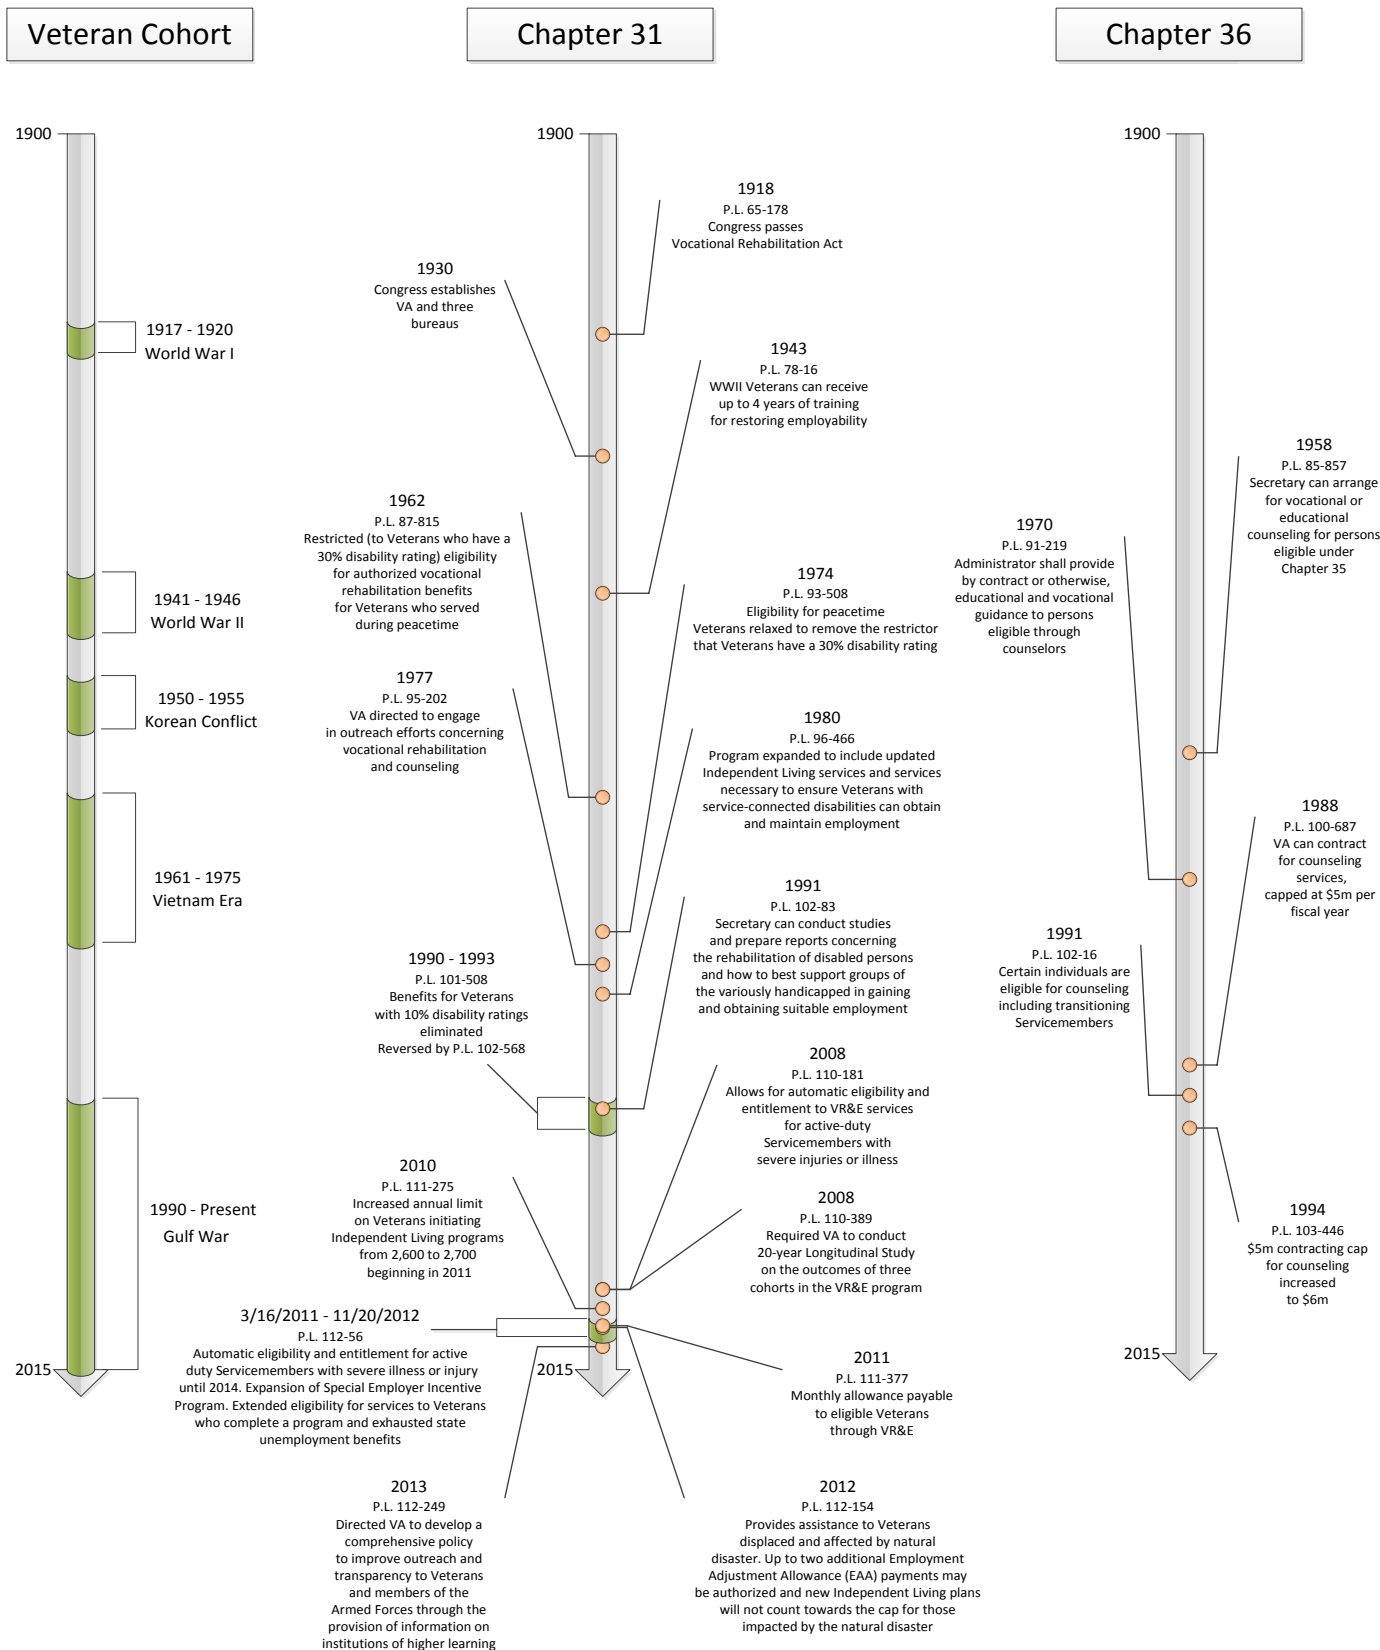 Veteran Cohort
Chapter 31
Chapter 36
1900
1917 - 1920
World War I
1941 - 1946
World War II
1950 - 1955
Korean Conflict
1961 - 1975
Vietnam Era
1990 - Present
Gulf War
2015
1900
1918
P.L. 65-178
Congress passes
Vocational Rehabilitation Act
1930
Congress establishes
VA and three
bureaus
1943
P.L. 78-16
WWII Veterans can receive
up to 4 years of training
for restoring employability
1962
P.L. 87-815
Restricted (to Veterans who have a
30% disability rating) eligibility
for authorized vocational
rehabilitation benefits
for Veterans who served
during peacetime
1974
P.L. 93-508
Eligibility for peacetime
Veterans relaxed to remove the restrictor
that Veterans have a 30% disability rating
1977
P.L. 95-202
VA directed to engage
in outreach efforts concerning
vocational rehabilitation
and counseling
1980
P.L. 96-466
Program expanded to include updated
Independent Living services and services
necessary to ensure Veterans with
service-connected disabilities can obtain
and maintain employment
1991
P.L. 102-83
Secretary can conduct studies
and prepare reports concerning
the rehabilitation of disabled persons
and how to best support groups of
the variously handicapped in gaining
and obtaining suitable employment
1990 - 1993
P.L. 101-508
Benefits for Veterans
with 10% disability ratings
eliminated
Reversed by P.L. 102-568
2008
P.L. 110-181
Allows for automatic eligibility and
entitlement to VR&E services
for active-duty
Servicemembers with
severe injuries or illness
2010
P.L. 111-275
Increased annual limit
on Veterans initiating
Independent Living programs
from 2,600 to 2,700
beginning in 2011
2008
P.L. 110-389
Required VA to conduct
20-year Longitudinal Study
on the outcomes of three
cohorts in the VR&E program
3/16/2011 - 11/20/2012
P.L. 112-56
Automatic eligibility and entitlement for active
duty Servicemembers with severe illness or injury
until 2014. Expansion of Special Employer Incentive
Program. Extended eligibility for services to Veterans
who complete a program and exhausted state
unemployment benefits
2015
2011
P.L. 111-377
Monthly allowance payable
to eligible Veterans
through VR&E
2013
P.L. 112-249
Directed VA to develop a
comprehensive policy
to improve outreach and
transparency to Veterans
and members of the
Armed Forces through the
provision of information on
institutions of higher learning
2012
P.L. 112-154
Provides assistance to Veterans
displaced and affected by natural
disaster. Up to two additional Employment
Adjustment Allowance (EAA) payments may
be authorized and new Independent Living plans
will not count towards the cap for those
impacted by the natural disaster
1900
1958
P.L. 85-857
Secretary can arrange
for vocational or
educational
counseling for persons
eligible under
Chapter 35
1970
P.L. 91-219
Administrator shall provide
by contract or otherwise,
educational and vocational
guidance to persons
eligible through
counselors
1988
P.L. 100-687
VA can contract
for counseling
services,
capped at $5m per
fiscal year
1991
P.L. 102-16
Certain individuals are
eligible for counseling
including transitioning
Servicemembers
1994
P.L. 103-446
$5m contracting cap
for counseling
increased
to $6m
2015